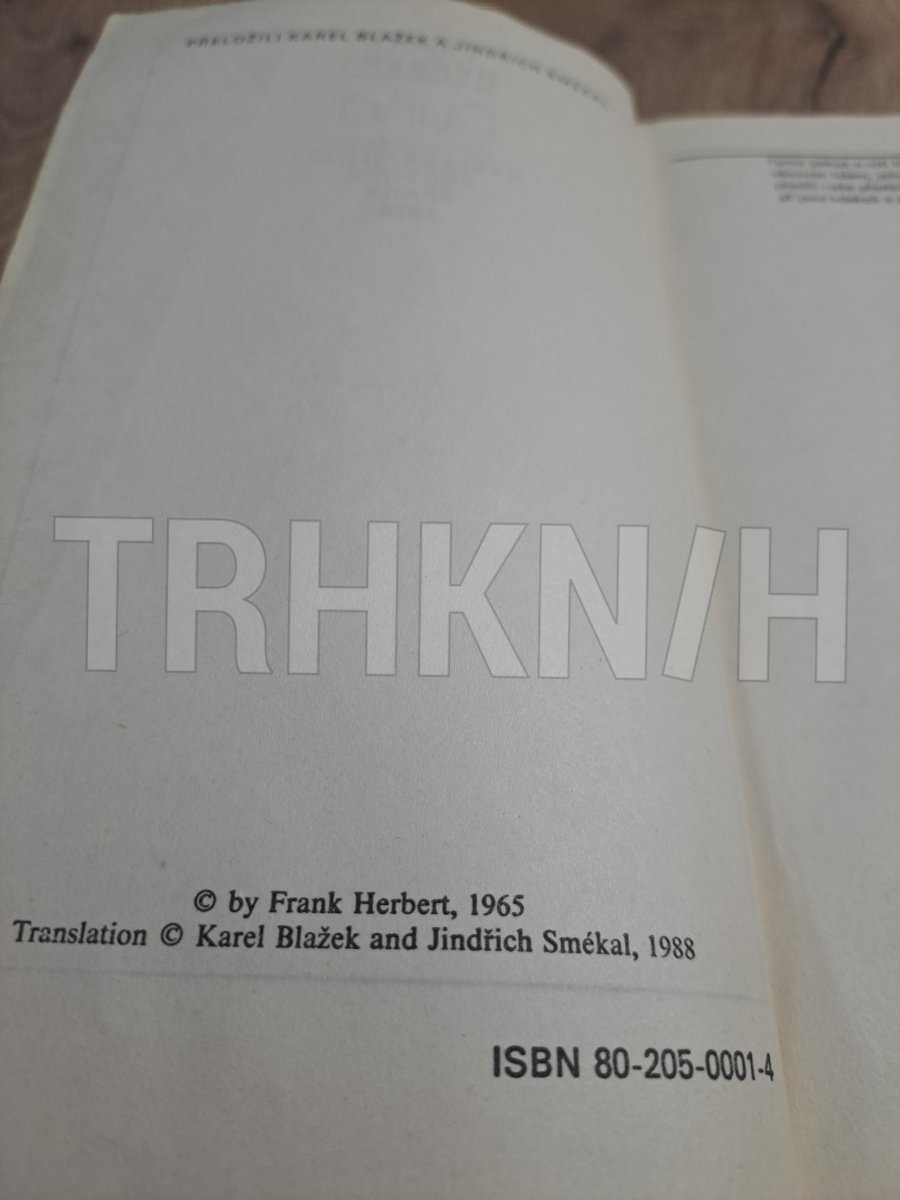 PŘELOŽILI KAREL BLAŽEK A JINDŘICH SMÉKAL
TRHKNIH
© by Frank Herbert, 1965
Translation © Karel Blažek and Jindřich Smékal, 1988
ISBN 80-205-0001-4